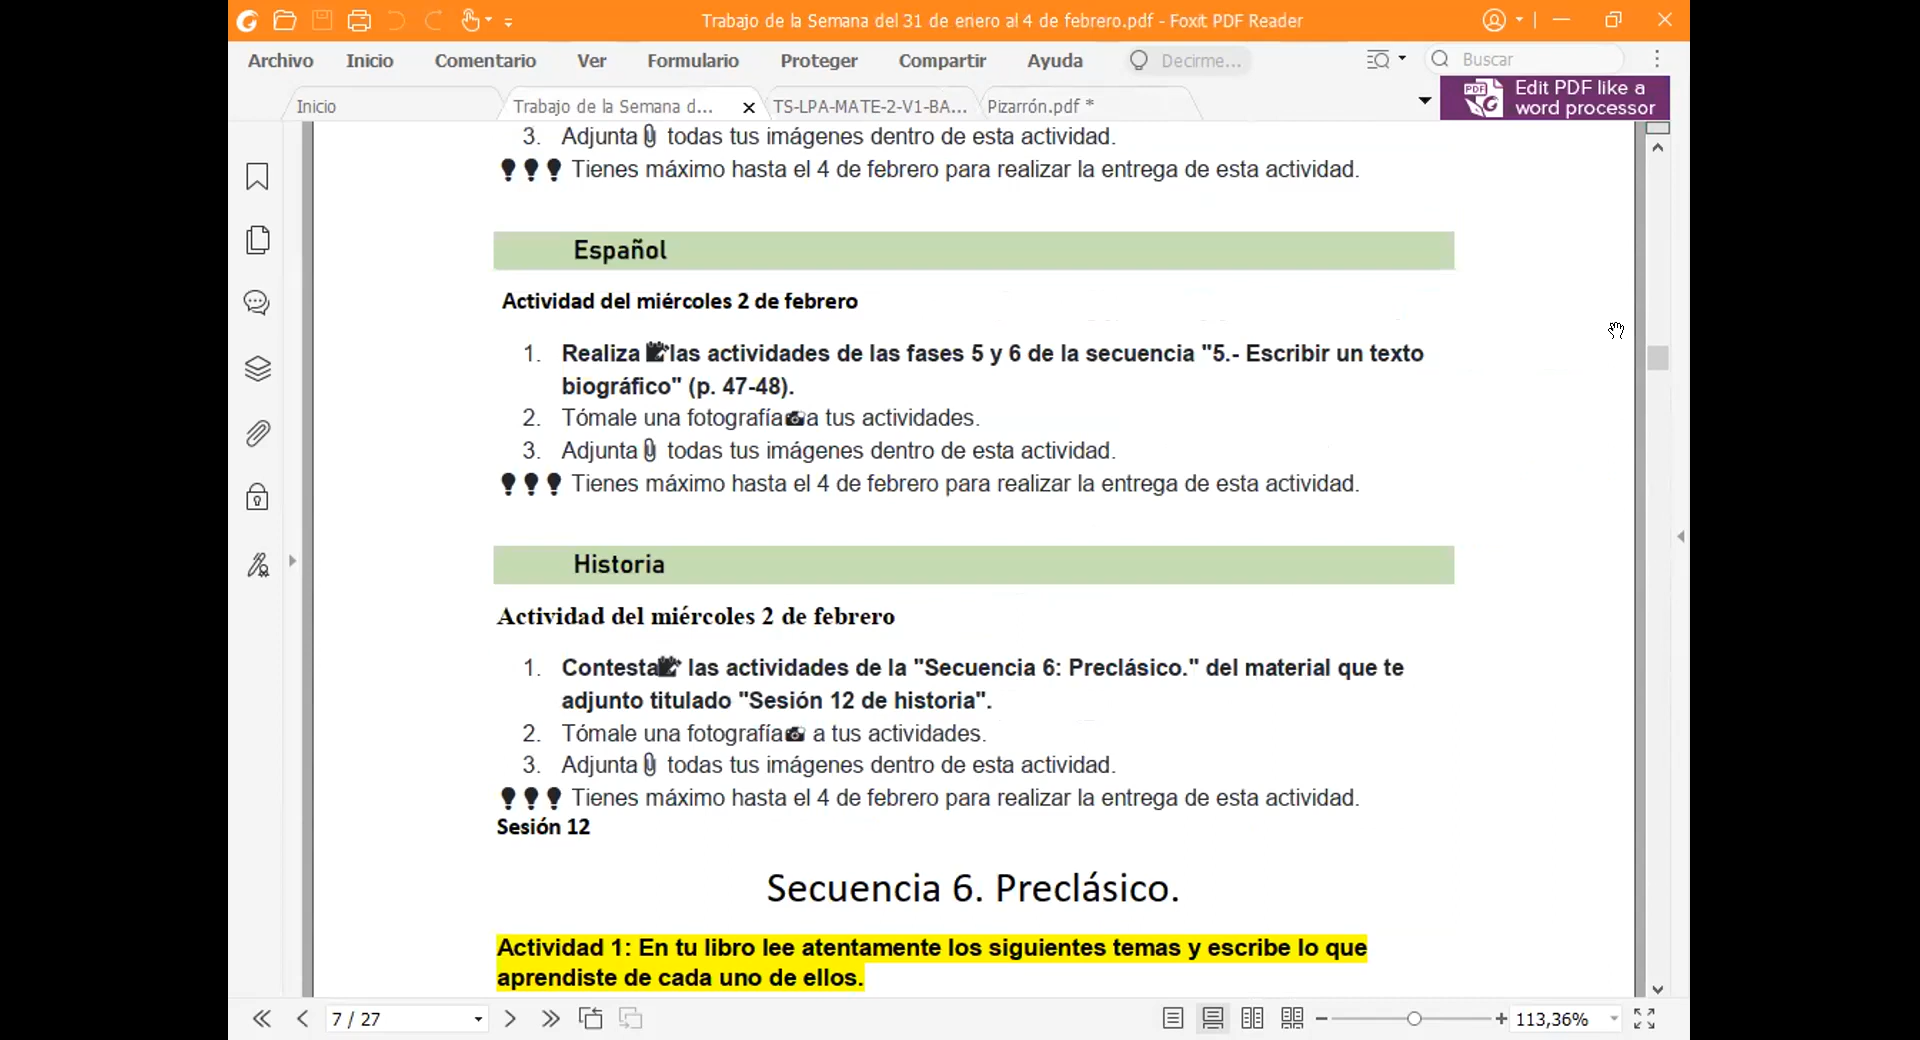 Trabajo de la Semana del 31 de enero al 4 de febrero.pdf - Foxit PDF Reader
Archivo Inicio Comentario Ver Formulario Proteger Compartir Ayuda Decirme... Buscar
Inicio Trabajo de la Semana d... TS-LPA-MATE-2-V1-BA... Pizarrón.pdf *
PDF Edit PDF like a
word processor
3. Adjunta todas tus imágenes dentro de esta actividad.
Tienes máximo hasta el 4 de febrero para realizar la entrega de esta actividad.
Español
Actividad del miércoles 2 de febrero
1. Realiza las actividades de las fases 5 y 6 de la secuencia "5.- Escribir un texto
biográfico" (p. 47-48).
2. Tómale una fotografía a tus actividades.
3. Adjunta todas tus imágenes dentro de esta actividad.
Tienes máximo hasta el 4 de febrero para realizar la entrega de esta actividad.
Historia
Actividad del miércoles 2 de febrero
1. Contesta las actividades de la "Secuencia 6: Preclásico." del material que te
adjunto titulado "Sesión 12 de historia".
2. Tómale una fotografía a tus actividades.
3. Adjunta todas tus imágenes dentro de esta actividad.
Tienes máximo hasta el 4 de febrero para realizar la entrega de esta actividad.
Sesión 12
Secuencia 6. Preclásico.
Actividad 1: En tu libro lee atentamente los siguientes temas y escribe lo que
aprendiste de cada uno de ellos.
7 / 27 113,36%